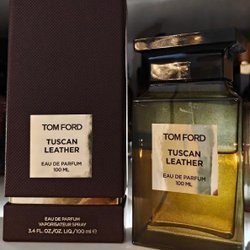 TOM FORD
TUSCAN
LEATHER
EAU DE PARFUM
100 ML
EAU DE PARFUM
VAPORISATEUR SPRAY
3.4 FL.OZ./OZ. LIQ./100 ml ℮
TOM FORD
TUSCAN
LEATHER
EAU DE PARFUM
100 ML